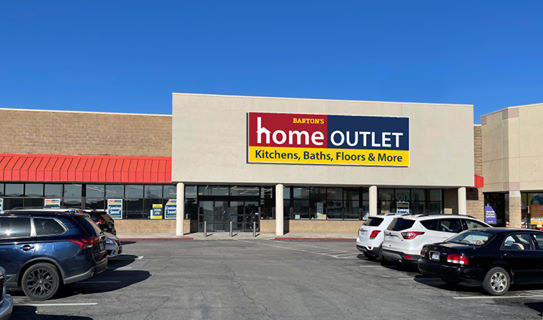 BARTON'S
home OUTLET
Kitchens, Baths, Floors & More